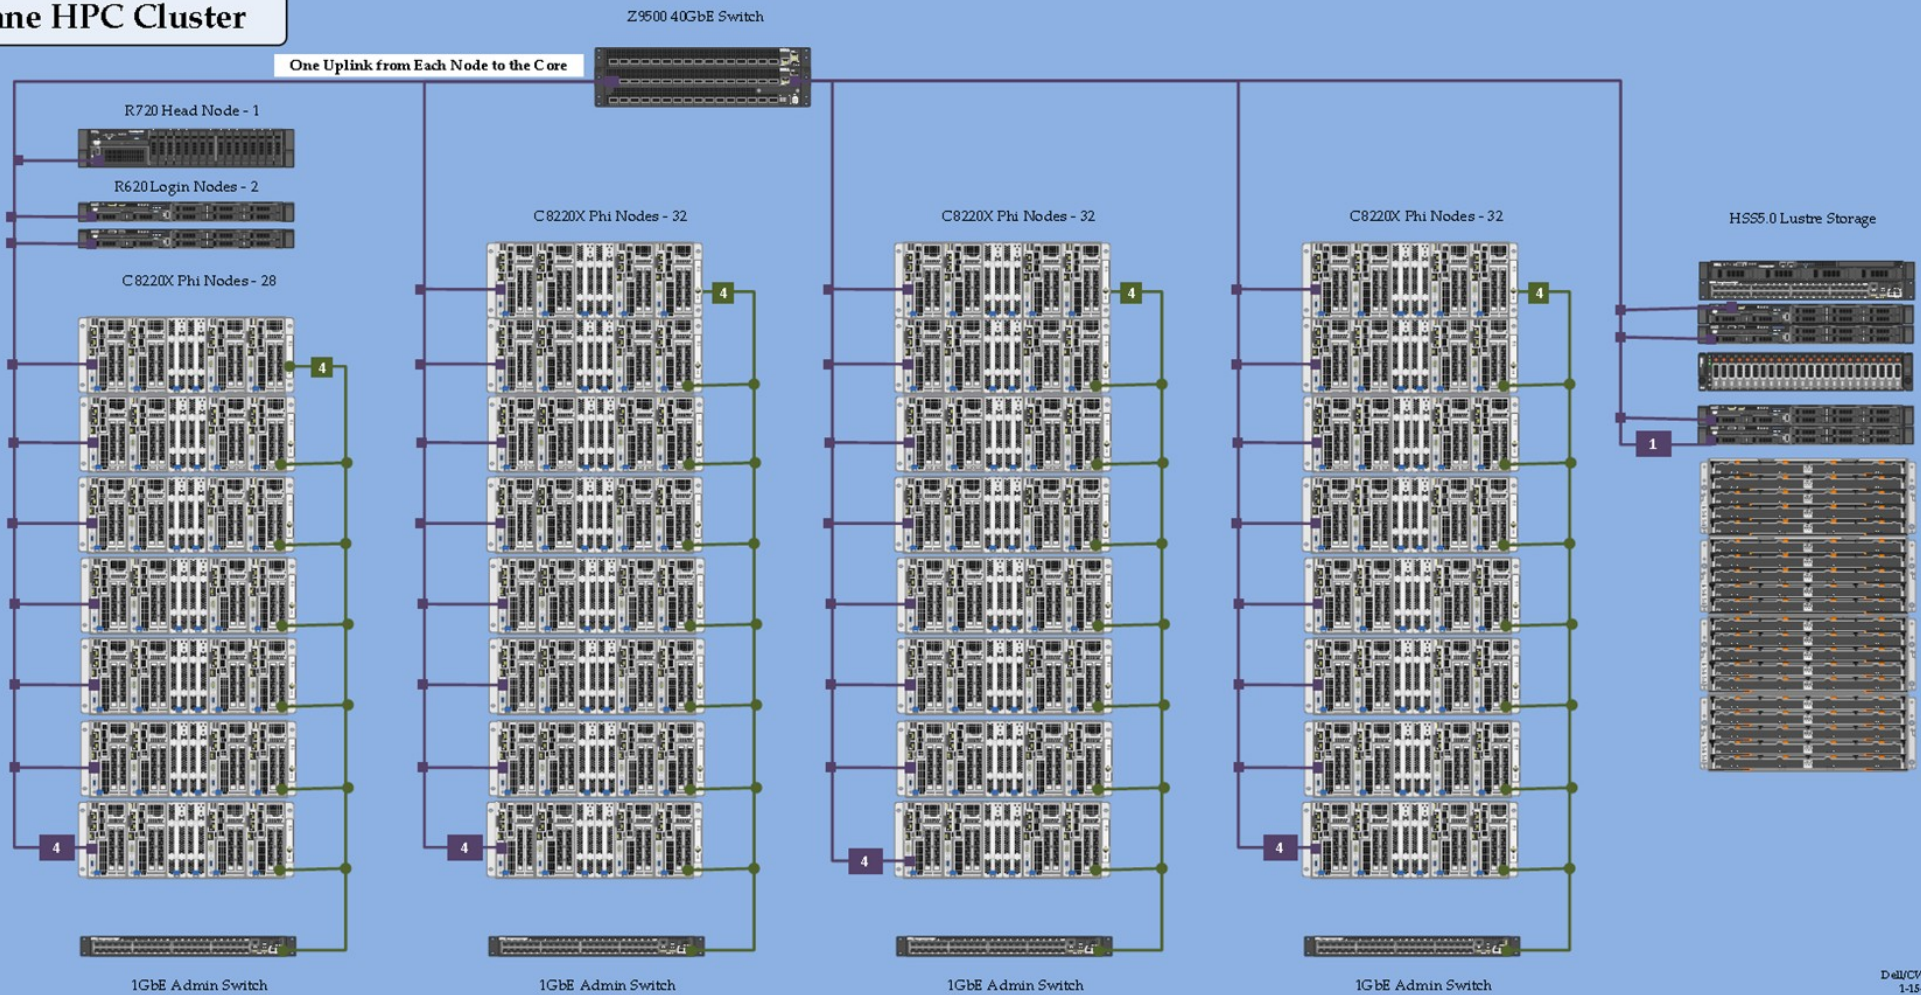 HPC Cluster
Z9500 40GbE Switch
One Uplink from Each Node to the Core
R720 Head Node - 1
R620 Login Nodes - 2
C8220X Phi Nodes - 28
C8220X Phi Nodes - 32
C8220X Phi Nodes - 32
C8220X Phi Nodes - 32
HSS5.0 Lustre Storage
4
4
4
4
1
4
4
4
4
1GbE Admin Switch
1GbE Admin Switch
1GbE Admin Switch
1GbE Admin Switch